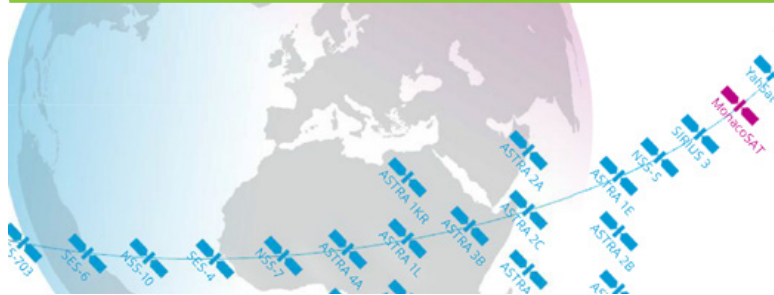 YahSat
MonacoSAT
SIRIUS 3
NSS-5
ASTRA 1E
ASTRA 2A
ASTRA 2C
ASTRA 2B
ASTRA 1KR
ASTRA 3B
ASTRA 1L
ASTRA 4A
NSS-7
SES-4
NSS-10
SES-6
S-703
ASTRA